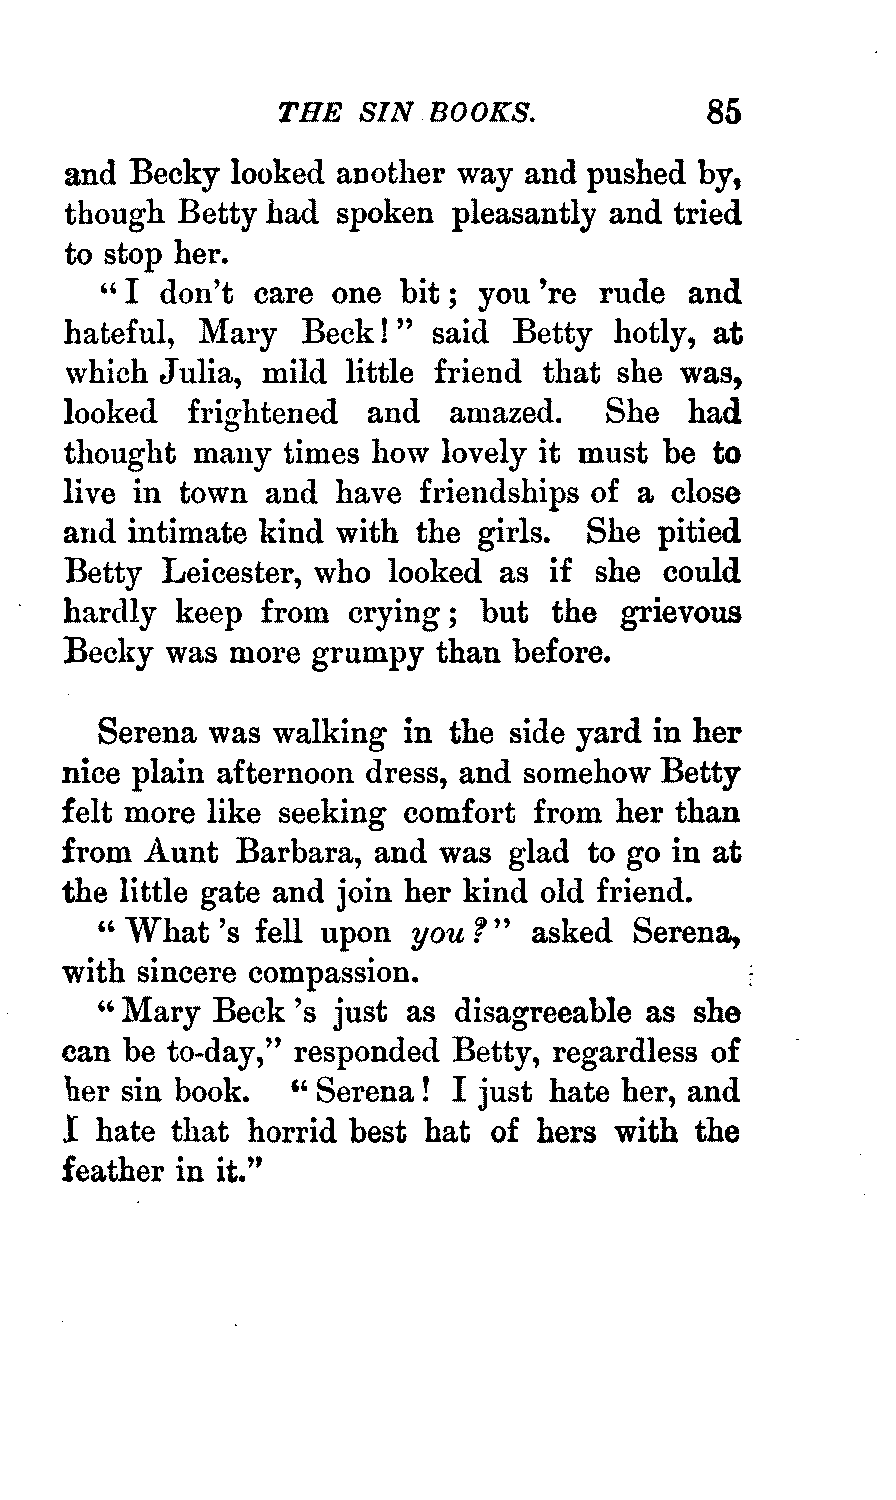 THE SIN BOOKS. 85
and Becky looked another way and pushed by,
though Betty had spoken pleasantly and tried
to stop her.
“I don't care one bit; you 're rude and
hateful, Mary Beck!” said Betty hotly, at
which Julia, mild little friend that she was,
looked frightened and amazed. She had
thought many times how lovely it must be to
live in town and have friendships of a close
and intimate kind with the girls. She pitied
Betty Leicester, who looked as if she could
hardly keep from crying; but the grievous
Becky was more grumpy than before.
Serena was walking in the side yard in her
nice plain afternoon dress, and somehow Betty
felt more like seeking comfort from her than
from Aunt Barbara, and was glad to go in at
the little gate and join her kind old friend.
“What 's fell upon you?” asked Serena,
with sincere compassion.
“Mary Beck 's just as disagreeable as she
can be to-day,” responded Betty, regardless of
her sin book. “Serena! I just hate her, and
I hate that horrid best hat of hers with the
feather in it.”